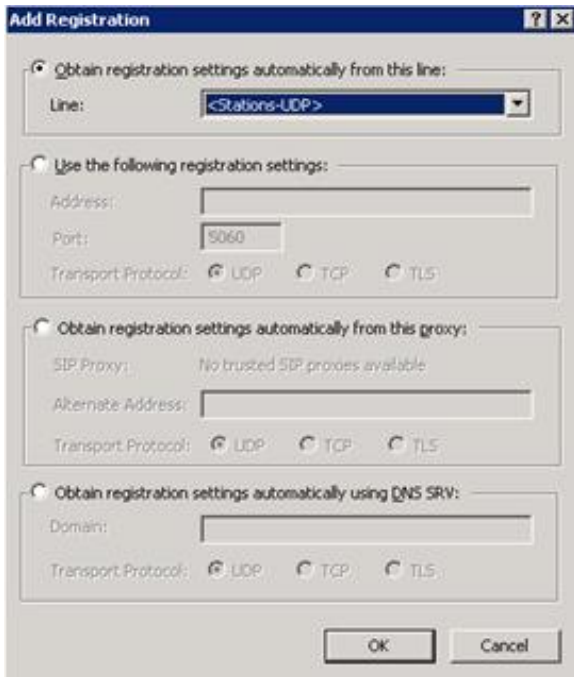 Add Registration
Obtain registration settings automatically from this line:
Line: <Stations-UDP>
Use the following registration settings:
Address:
Port: 5060
Transport Protocol: UDP TCP TLS
Obtain registration settings automatically from this proxy:
SIP Proxy: No trusted SIP proxies available
Alternate Address:
Transport Protocol: UDP TCP TLS
Obtain registration settings automatically using DNS SRV:
Domain:
Transport Protocol: UDP TCP TLS
OK Cancel